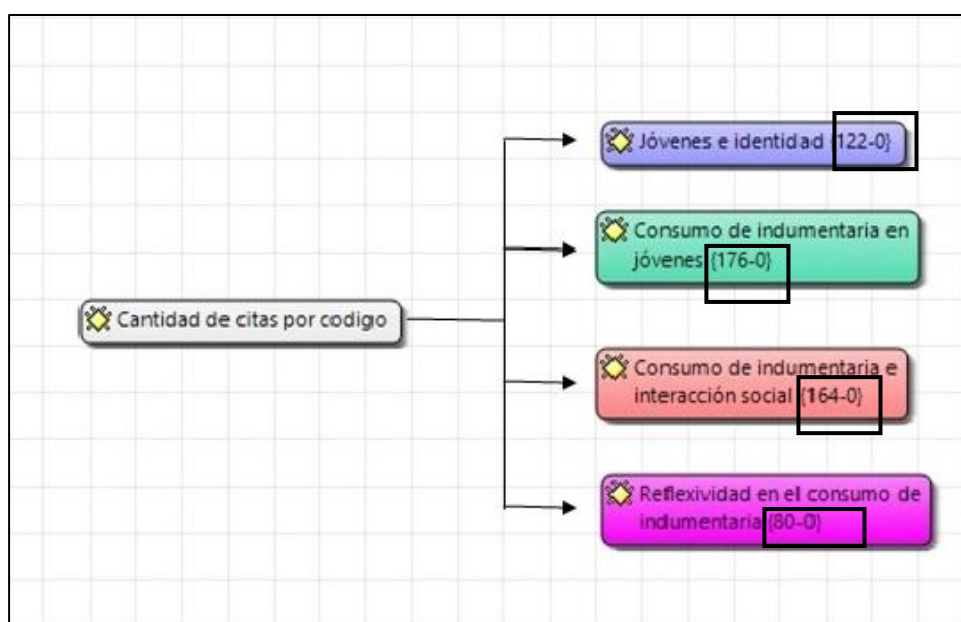 Jóvenes e identidad {122-0}
Consumo de indumentaria en
jóvenes {176-0}
Cantidad de citas por codigo
Consumo de indumentaria e
interacción social {164-0}
Reflexividad en el consumo de
indumentaria {80-0}